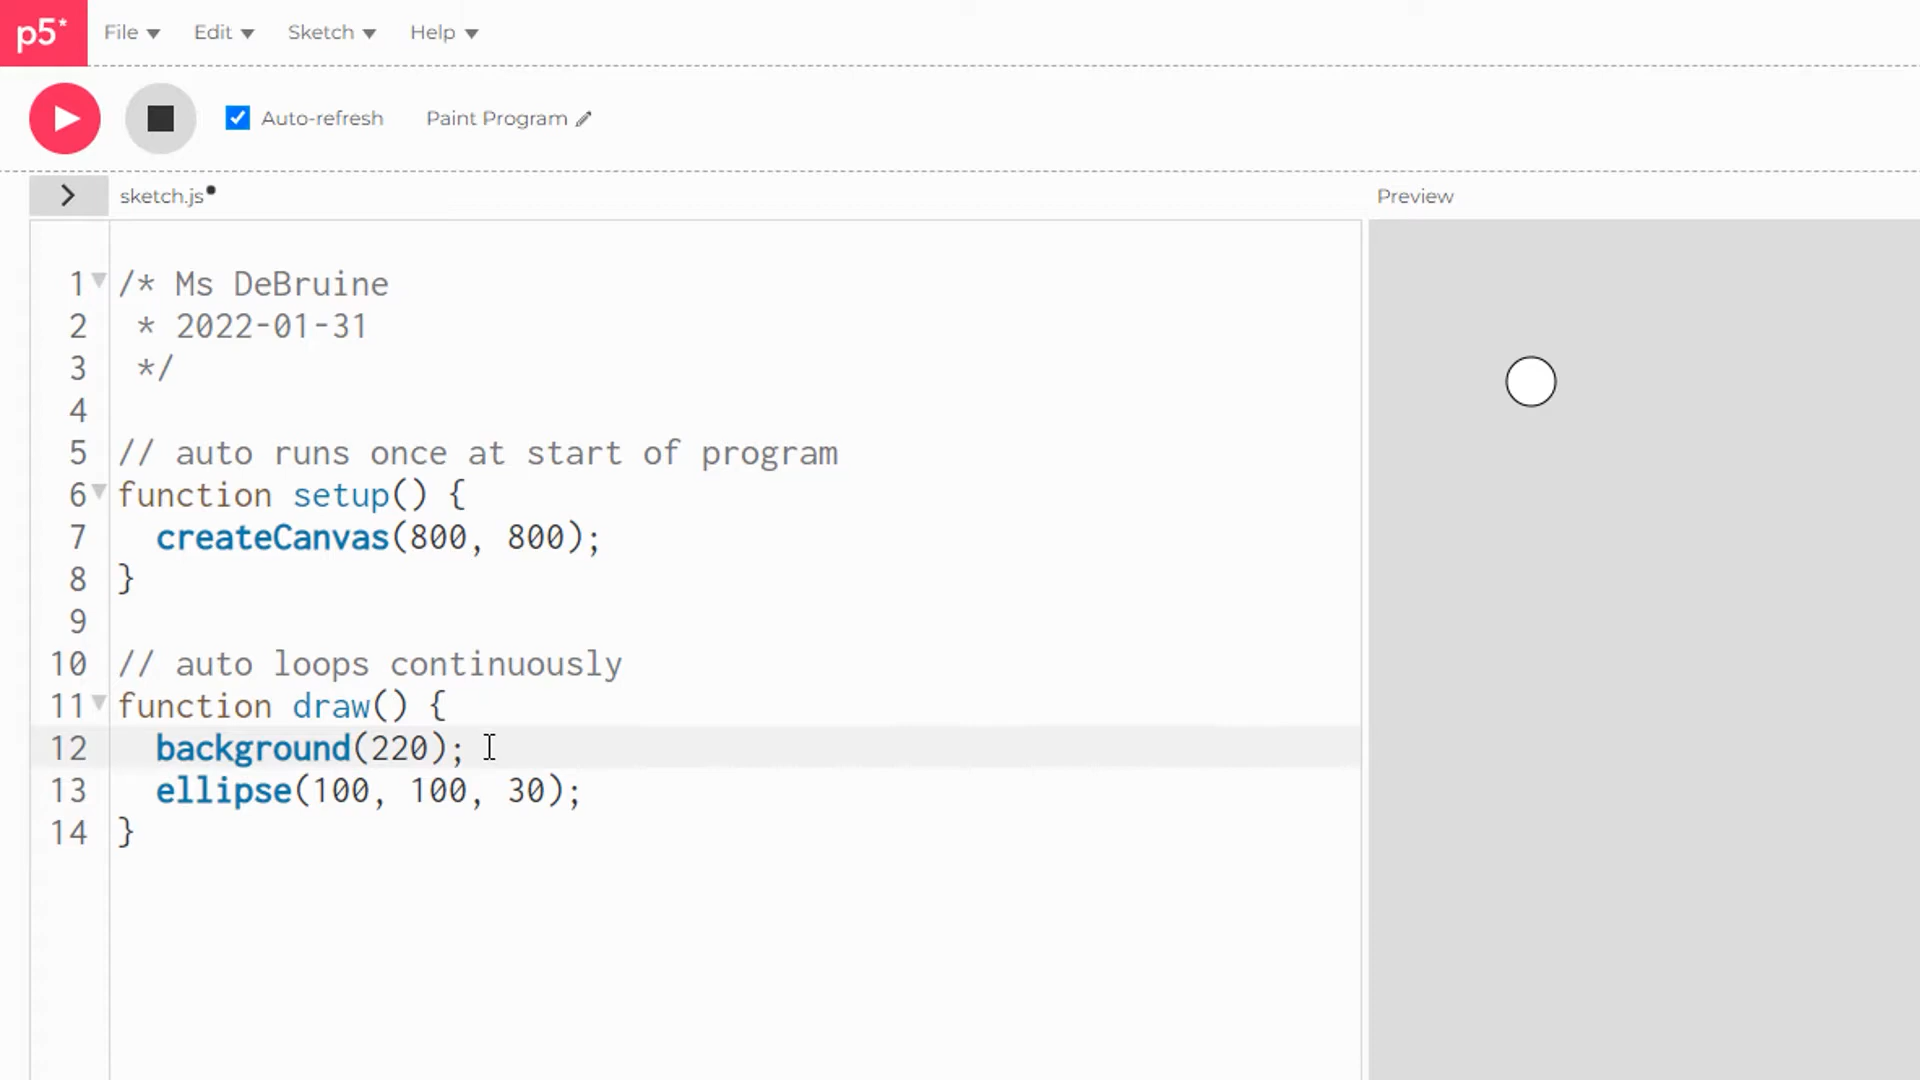 p5* File Edit Sketch Help
Auto-refresh Paint Program
sketch.js Preview
1 /* Ms DeBruine
2 * 2022-01-31
3 */
4
5 // auto runs once at start of program
6 function setup() {
7 createCanvas(800, 800);
8 }
9
10 // auto loops continuously
11 function draw() {
12 background(220);
13 ellipse(100, 100, 30);
14 }